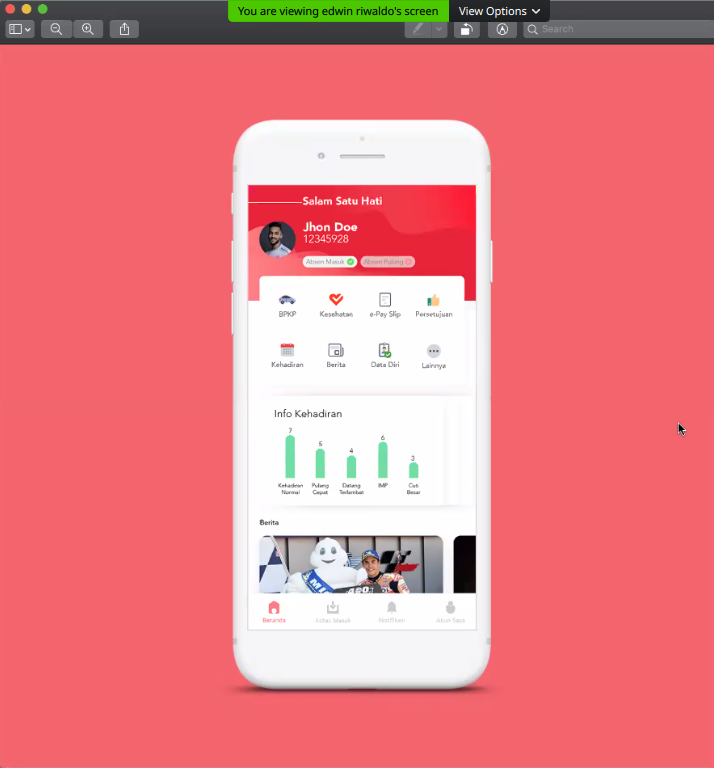 You are viewing edwin riwaldo's screen
View Options
Search
Salam Satu Hati
Jhon Doe
12345928
Absen Masuk
Absen Pulang
BPKP
Kesehatan
e-Pay Slip
Persetujuan
Kehadiran
Berita
Data Diri
Lainnya
Info Kehadiran
7
5
4
6
3
Kehadiran Normal
Pulang Cepat
Datang Terlambat
IMP
Cuti Besar
Berita
Beranda
Kotak Masuk
Notifikasi
Akun Saya